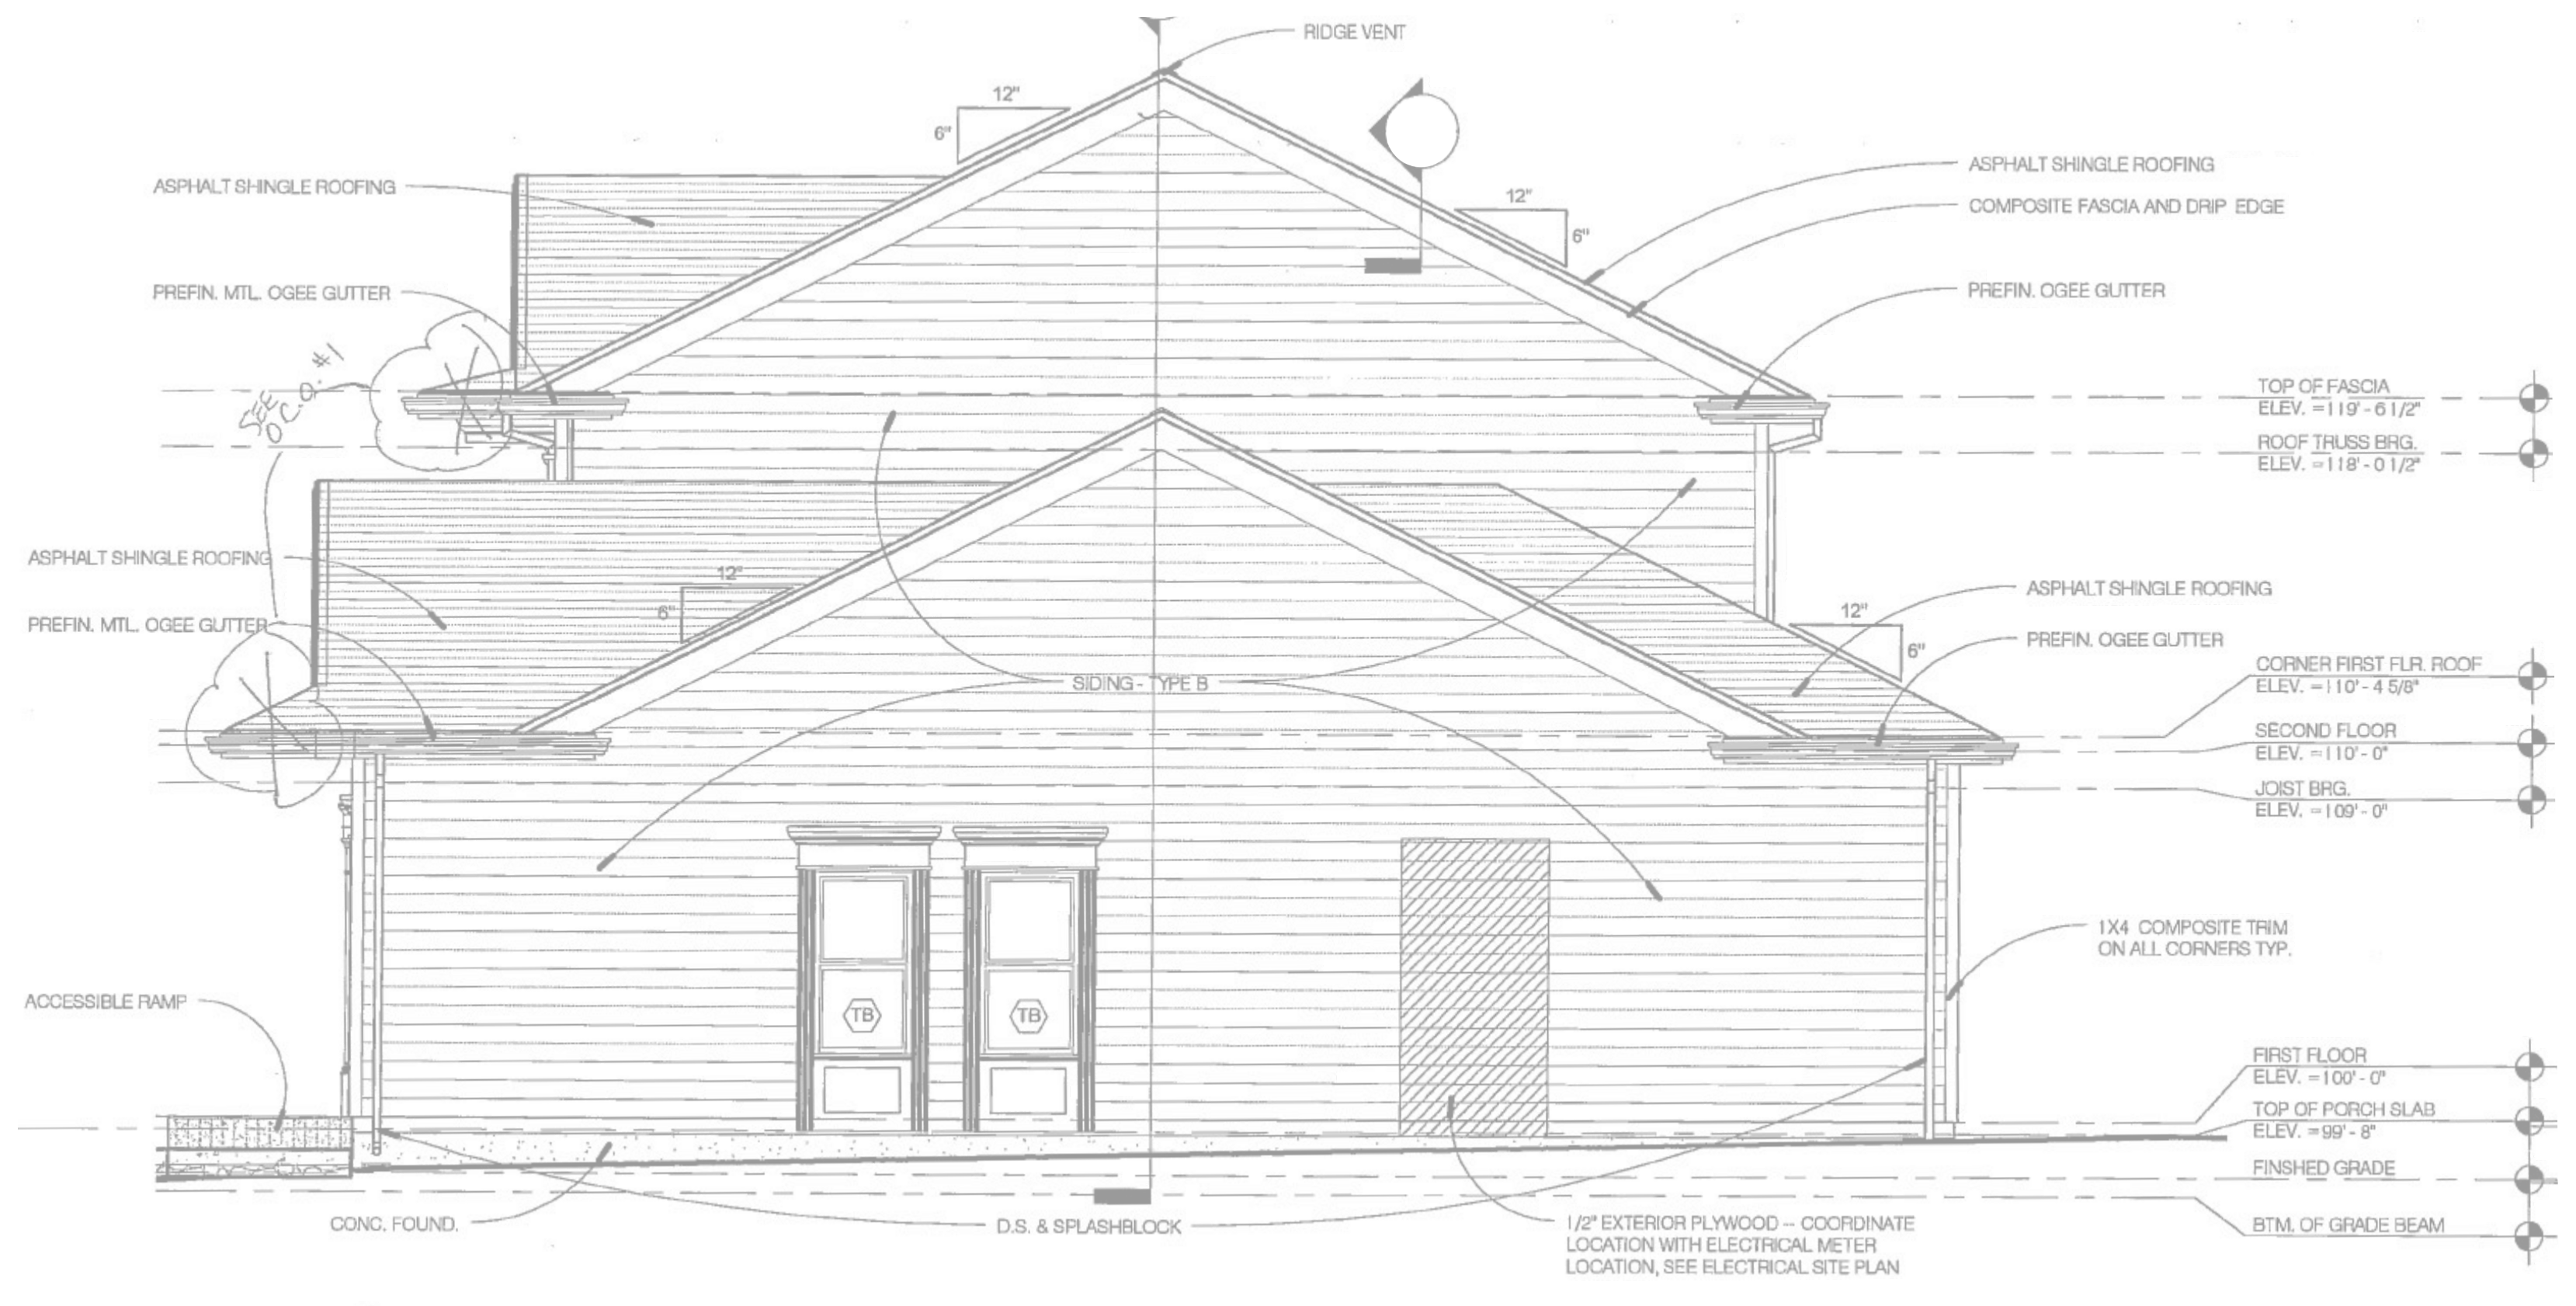 RIDGE VENT
12"
6"
ASPHALT SHINGLE ROOFING
ASPHALT SHINGLE ROOFING
12"
6"
COMPOSITE FASCIA AND DRIP EDGE
PREFIN. MTL. OGEE GUTTER
PREFIN. OGEE GUTTER
SEE
C.O. #1
TOP OF FASCIA
ELEV. =119' - 6 1/2"
ROOF TRUSS BRG.
ELEV. =118' - 0 1/2"
ASPHALT SHINGLE ROOFING
12"
6"
ASPHALT SHINGLE ROOFING
12"
6"
PREFIN. MTL. OGEE GUTTER
PREFIN. OGEE GUTTER
CORNER FIRST FLR. ROOF
ELEV. =110' - 4 5/8"
SIDING - TYPE B
SECOND FLOOR
ELEV. =110' - 0"
JOIST BRG.
ELEV. =109' - 0"
1X4 COMPOSITE TRIM
ON ALL CORNERS TYP.
ACCESSIBLE RAMP
TB
TB
FIRST FLOOR
ELEV. =100' - 0"
TOP OF PORCH SLAB
ELEV. =99' - 8"
FINSHED GRADE
CONC. FOUND.
D.S. & SPLASHBLOCK
1/2" EXTERIOR PLYWOOD -- COORDINATE
LOCATION WITH ELECTRICAL METER
LOCATION, SEE ELECTRICAL SITE PLAN
BTM. OF GRADE BEAM